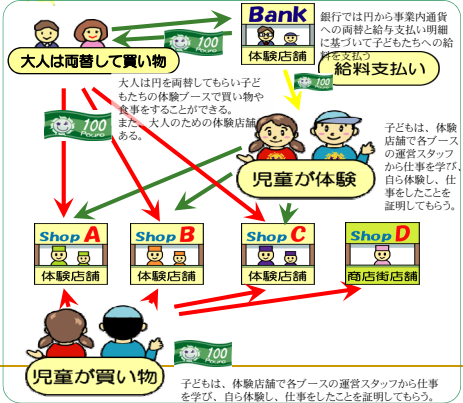 Bank
体験店舗
銀行では円から事業内通貨
への両替と給与支払い明細
に基づいて子どもたちへの給
料を支払う
給料支払い
100
Pound
大人は両替して買い物
大人は円を両替してもらい子ど
もたちの体験ブースで買い物や
食事をすることができる。
また、大人のための体験店舗
ある。
100
Pound
100
Pound
子どもは、体験
店舗で各ブース
の運営スタッフ
から仕事を学び、
自ら体験し、仕
事をしたことを
証明してもらう。
児童が体験
Shop A
体験店舗
Shop B
体験店舗
Shop C
体験店舗
Shop D
商店街店舗
100
Pound
児童が買い物
子どもは、体験店舗で各ブースの運営スタッフから仕事
を学び、自ら体験し、仕事をしたことを証明してもらう。